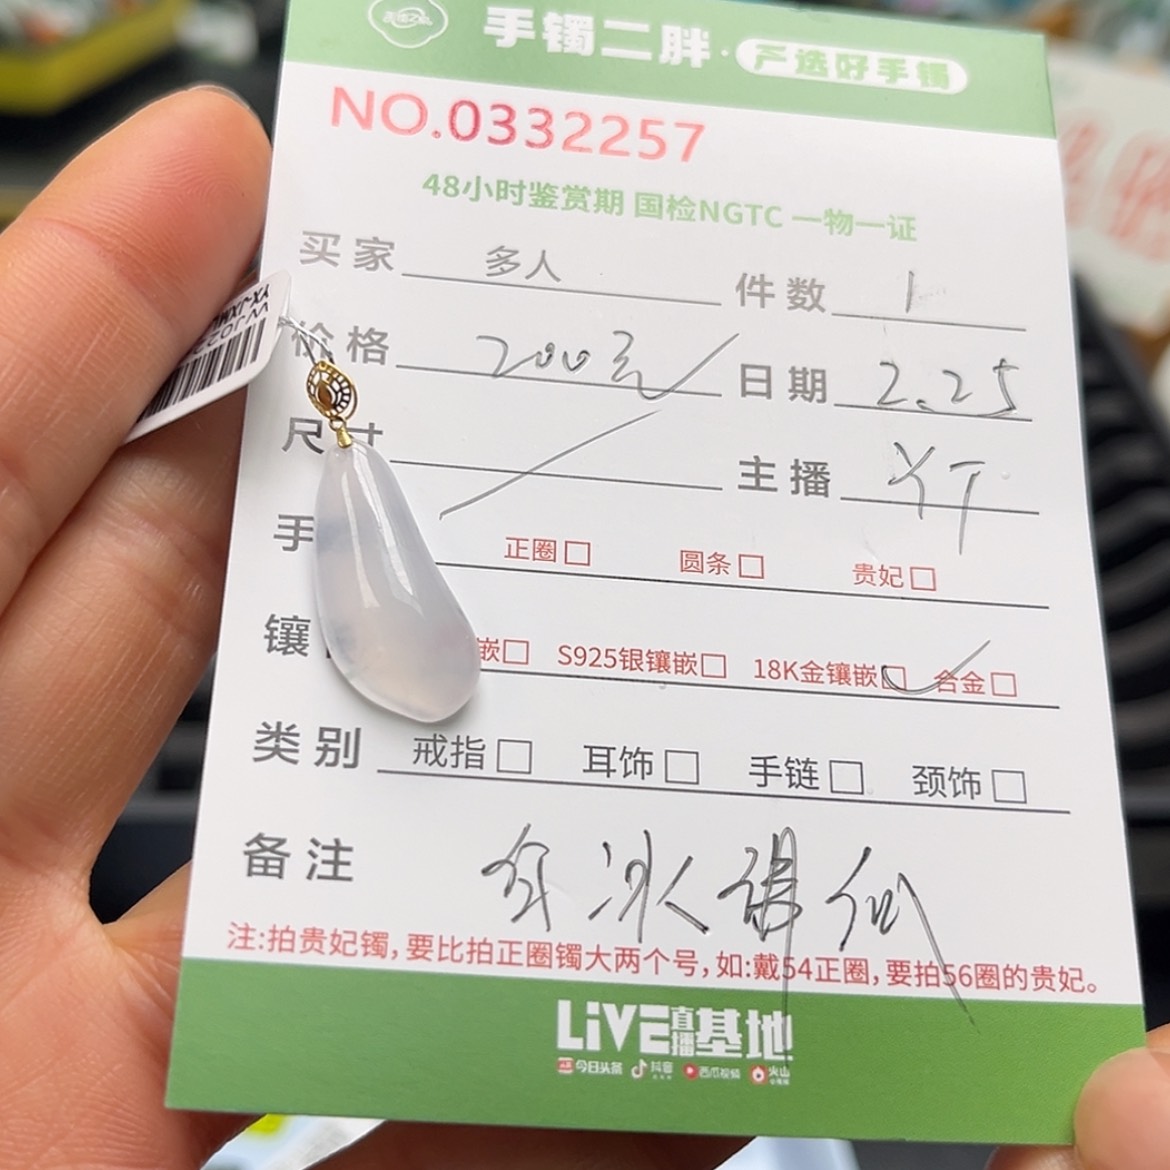 手镯二胖·严选好手镯
NO.0332257
48小时鉴赏期 国检NGTC 一物一证
买家 多人 件数 1
价格 200元 日期 2.25
尺寸 主播 YT
手 正圈□ 圆条□ 贵妃□
镶 嵌□ S925银镶嵌□ 18K金镶嵌□ 合金□
类别 戒指□ 耳饰□ 手链□ 颈饰□
备注 冰
注:拍贵妃镯,要比拍正圈镯大两个号,如:戴54正圈,要拍56圈的贵妃。
LiVE直播基地
今日头条 抖音 西瓜视频 火山